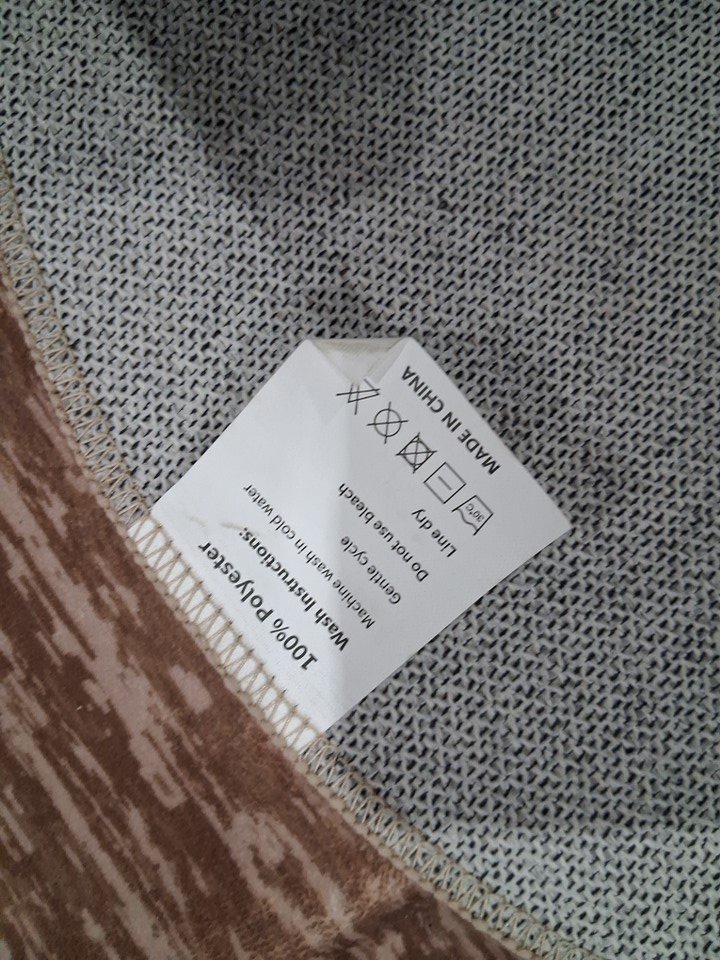 100% Polyester
Wash Instructions:
Machine wash in cold water
Gentle cycle
Do not use bleach
Line dry
30°C
MADE IN CHINA